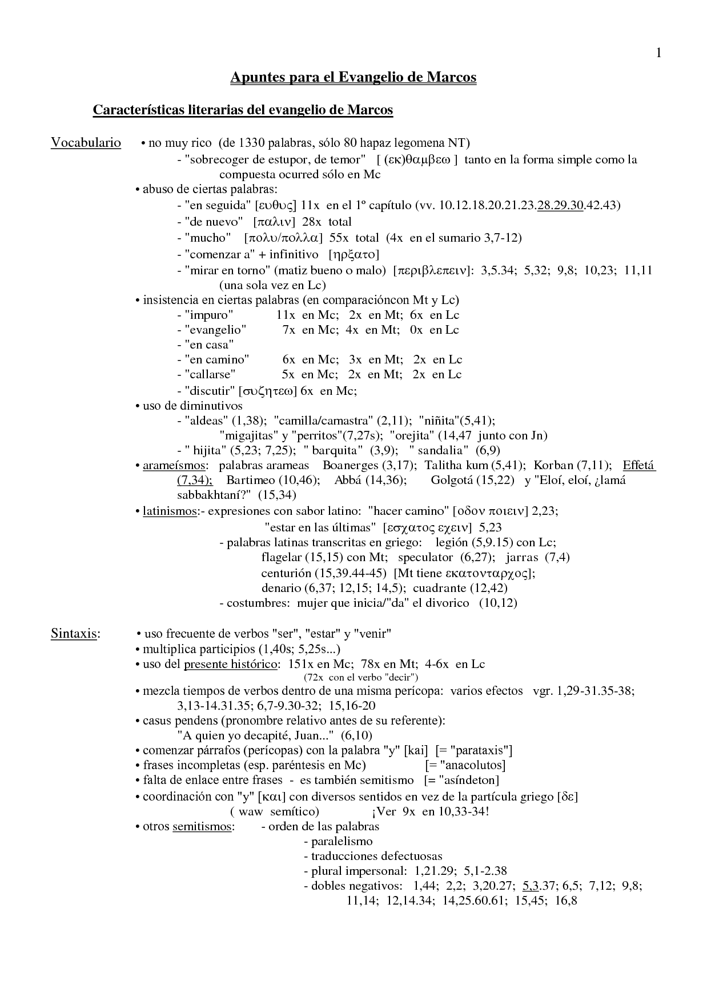 1
Apuntes para el Evangelio de Marcos
Características literarias del evangelio de Marcos
Vocabulario • no muy rico (de 1330 palabras, sólo 80 hapaz legomena NT)
- "sobrecoger de estupor, de temor" [ (εκ)θαμβεω ] tanto en la forma simple como la
compuesta ocurred sólo en Mc
• abuso de ciertas palabras:
- "en seguida" [ευθυς] 11x en el 1º capítulo (vv. 10.12.18.20.21.23.28.29.30.42.43)
- "de nuevo" [παλιν] 28x total
- "mucho" [πολυ/πολλα] 55x total (4x en el sumario 3,7-12)
- "comenzar a" + infinitivo [ηρξατο]
- "mirar en torno" (matiz bueno o malo) [περιβλεπειν]: 3,5.34; 5,32; 9,8; 10,23; 11,11
(una sola vez en Lc)
• insistencia en ciertas palabras (en comparacióncon Mt y Lc)
- "impuro" 11x en Mc; 2x en Mt; 6x en Lc
- "evangelio" 7x en Mc; 4x en Mt; 0x en Lc
- "en casa"
- "en camino" 6x en Mc; 3x en Mt; 2x en Lc
- "callarse" 5x en Mc; 2x en Mt; 2x en Lc
- "discutir" [συζητεω] 6x en Mc;
• uso de diminutivos
- "aldeas" (1,38); "camilla/camastra" (2,11); "niñita"(5,41);
"migajitas" y "perritos"(7,27s); "orejita" (14,47 junto con Jn)
- " hijita" (5,23; 7,25); " barquita" (3,9); " sandalia" (6,9)
• arameísmos: palabras arameas Boanerges (3,17); Talitha kum (5,41); Korban (7,11); Effetá
(7,34); Bartimeo (10,46); Abbá (14,36); Golgotá (15,22) y "Eloí, eloí, ¿lamá
sabbakhtaní?" (15,34)
• latinismos:- expresiones con sabor latino: "hacer camino" [οδον ποιειν] 2,23;
"estar en las últimas" [εσχατος εχειν] 5,23
- palabras latinas transcritas en griego: legión (5,9.15) con Lc;
flagelar (15,15) con Mt; speculator (6,27); jarras (7,4)
centurión (15,39.44-45) [Mt tiene εκατονταρχος];
denario (6,37; 12,15; 14,5); cuadrante (12,42)
- costumbres: mujer que inicia/"da" el divorico (10,12)
Sintaxis: • uso frecuente de verbos "ser", "estar" y "venir"
• multiplica participios (1,40s; 5,25s...)
• uso del presente histórico: 151x en Mc; 78x en Mt; 4-6x en Lc
(72x con el verbo "decir")
• mezcla tiempos de verbos dentro de una misma perícopa: varios efectos vgr. 1,29-31.35-38;
3,13-14.31.35; 6,7-9.30-32; 15,16-20
• casus pendens (pronombre relativo antes de su referente):
"A quien yo decapité, Juan..." (6,10)
• comenzar párrafos (perícopas) con la palabra "y" [kai] [= "parataxis"]
• frases incompletas (esp. paréntesis en Mc) [= "anacolutos]
• falta de enlace entre frases - es también semitismo [= "asíndeton]
• coordinación con "y" [και] con diversos sentidos en vez de la partícula griego [δε]
( waw semítico) ¡Ver 9x en 10,33-34!
• otros semitismos: - orden de las palabras
- paralelismo
- traducciones defectuosas
- plural impersonal: 1,21.29; 5,1-2.38
- dobles negativos: 1,44; 2,2; 3,20.27; 5,3.37; 6,5; 7,12; 9,8;
11,14; 12,14.34; 14,25.60.61; 15,45; 16,8